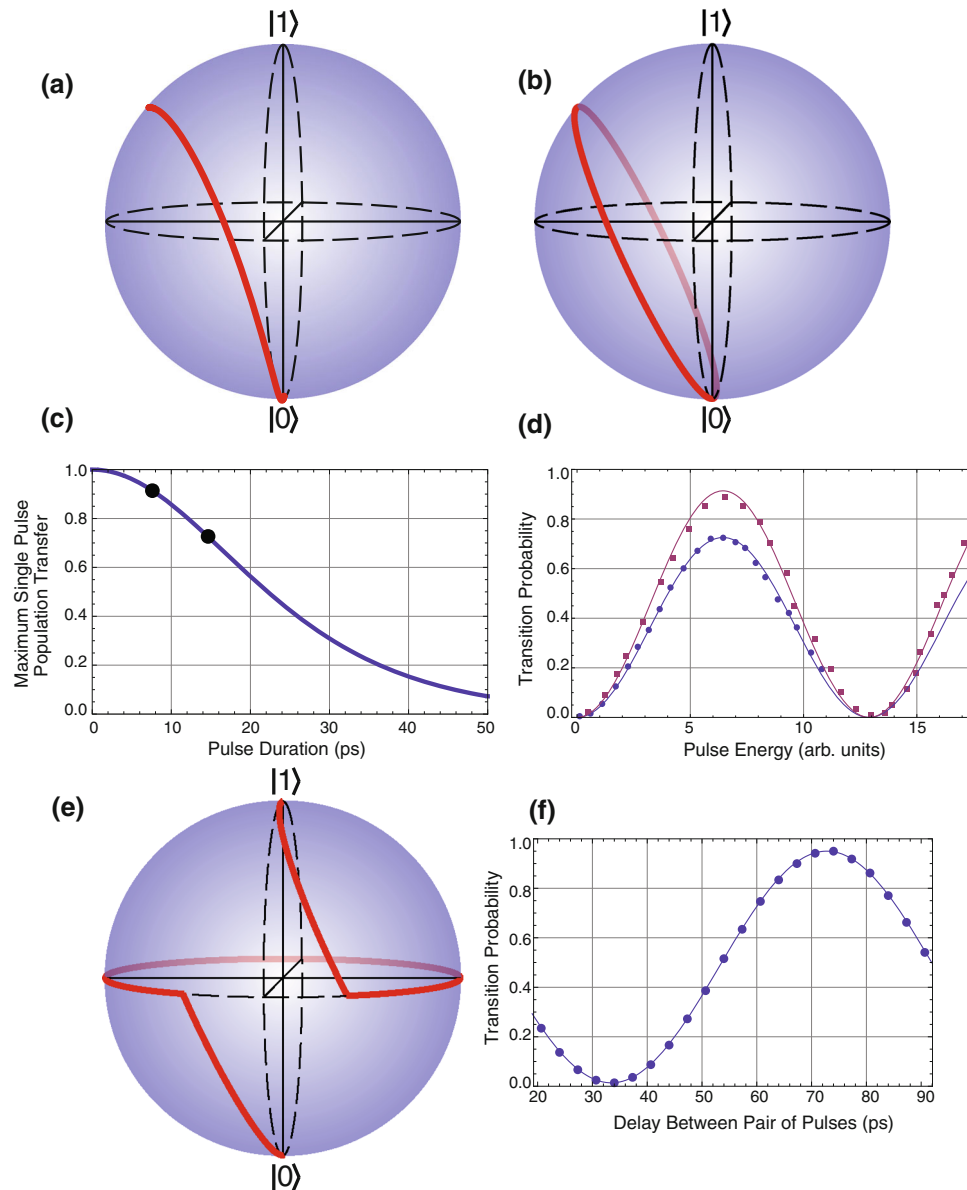 |1⟩
|1⟩
(a)
(b)
|0⟩
|0⟩
(c)
(d)
1.0
0.8
0.6
0.4
0.2
0.0
Maximum Single Pulse
Population Transfer
0 10 20 30 40 50
Pulse Duration (ps)
1.0
0.8
0.6
0.4
0.2
0.0
Transition Probability
0 5 10 15
Pulse Energy (arb. units)
|1⟩
(e)
(f)
|0⟩
1.0
0.8
0.6
0.4
0.2
0.0
Transition Probability
20 30 40 50 60 70 80 90
Delay Between Pair of Pulses (ps)